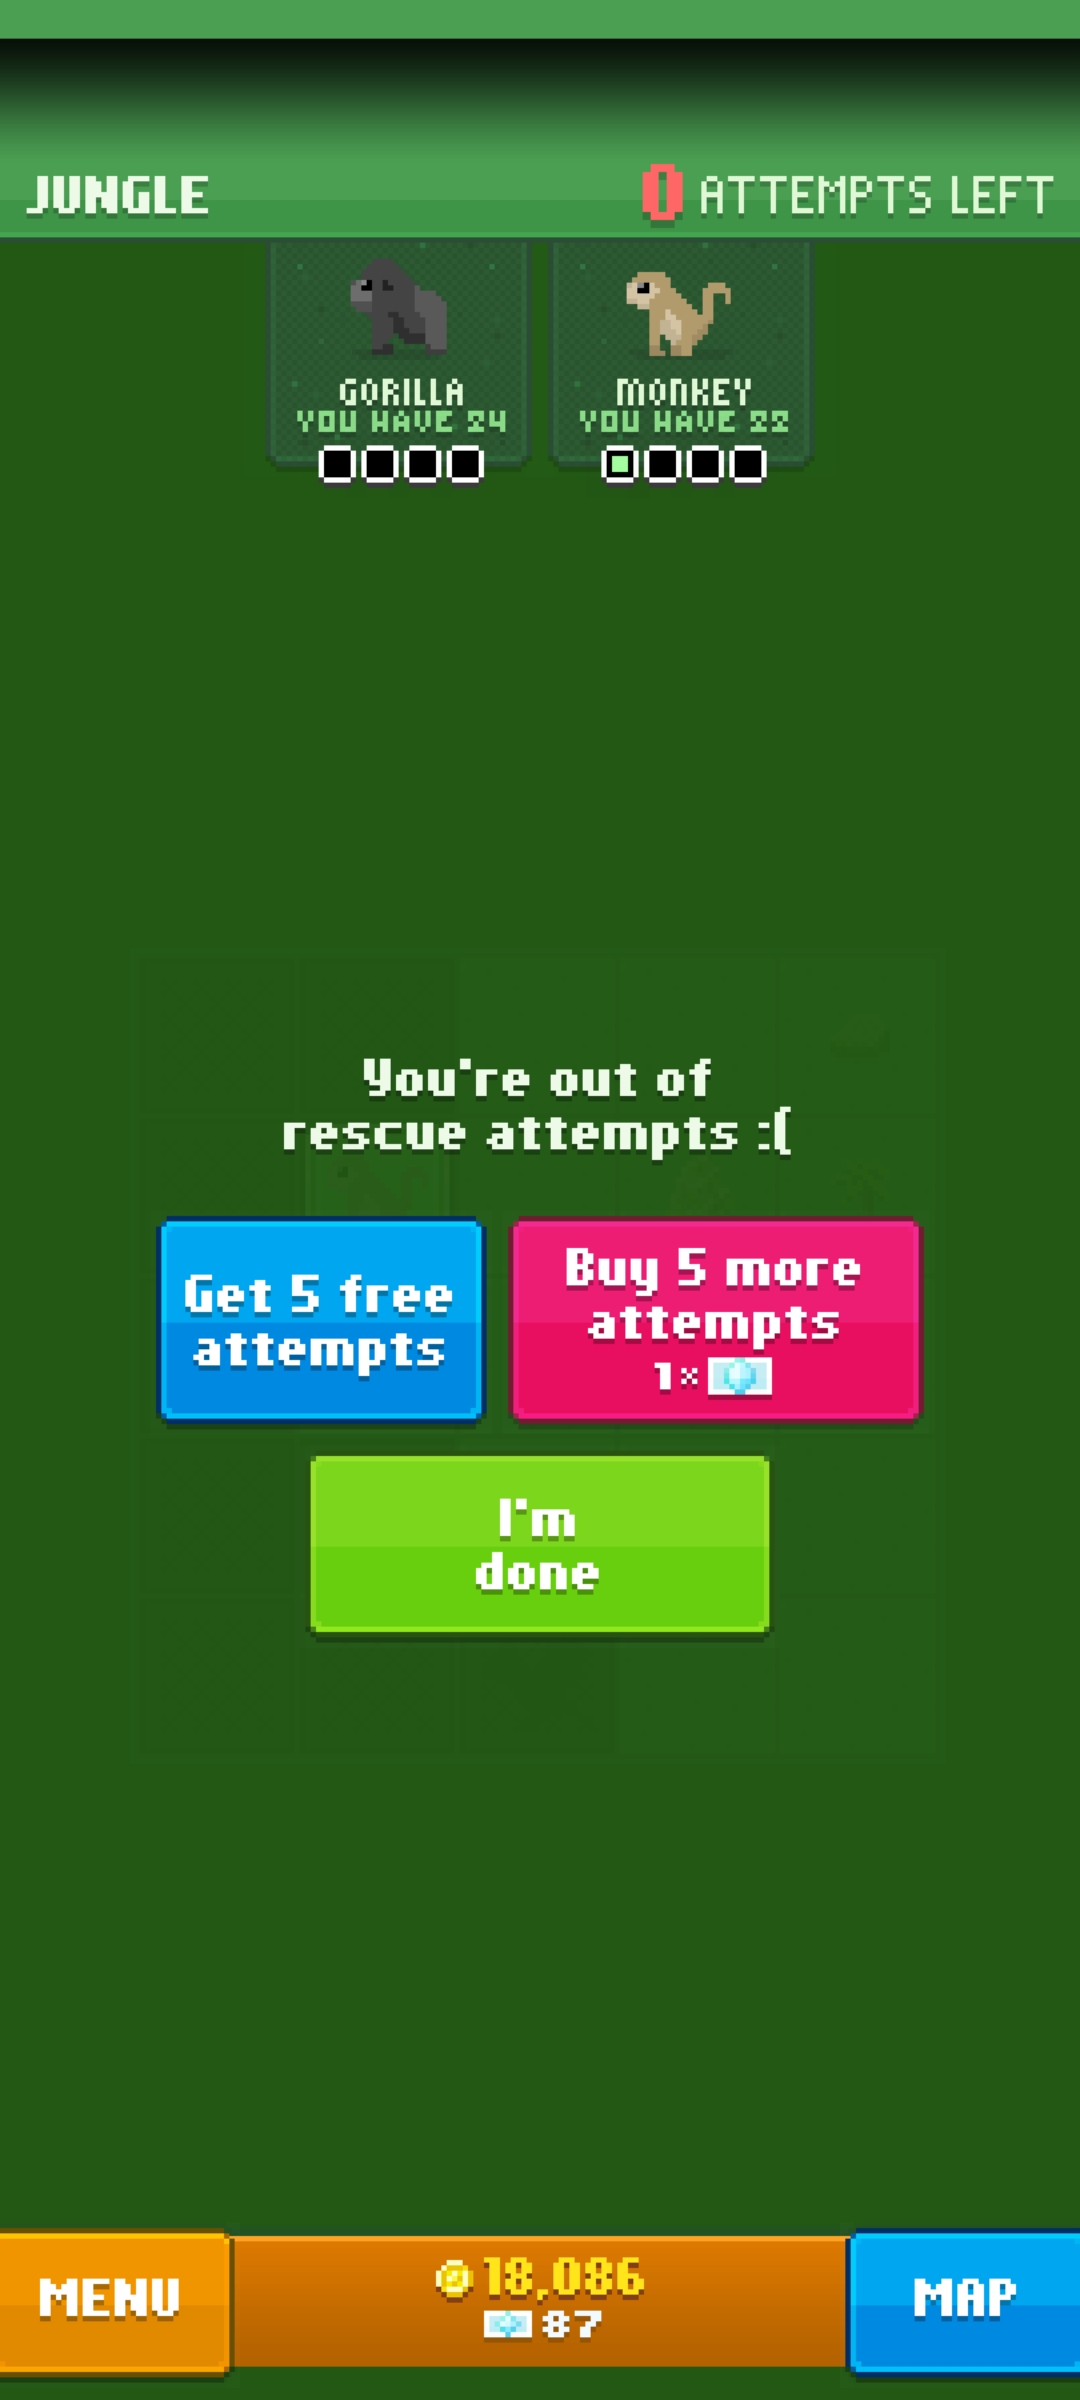 JUNGLE
0 ATTEMPTS LEFT
GORILLA
YOU HAVE 24
MONKEY
YOU HAVE 22
You're out of
rescue attempts :(
Get 5 free
attempts
Buy 5 more
attempts
1×
I'm
done
MENU
18,086
87
MAP